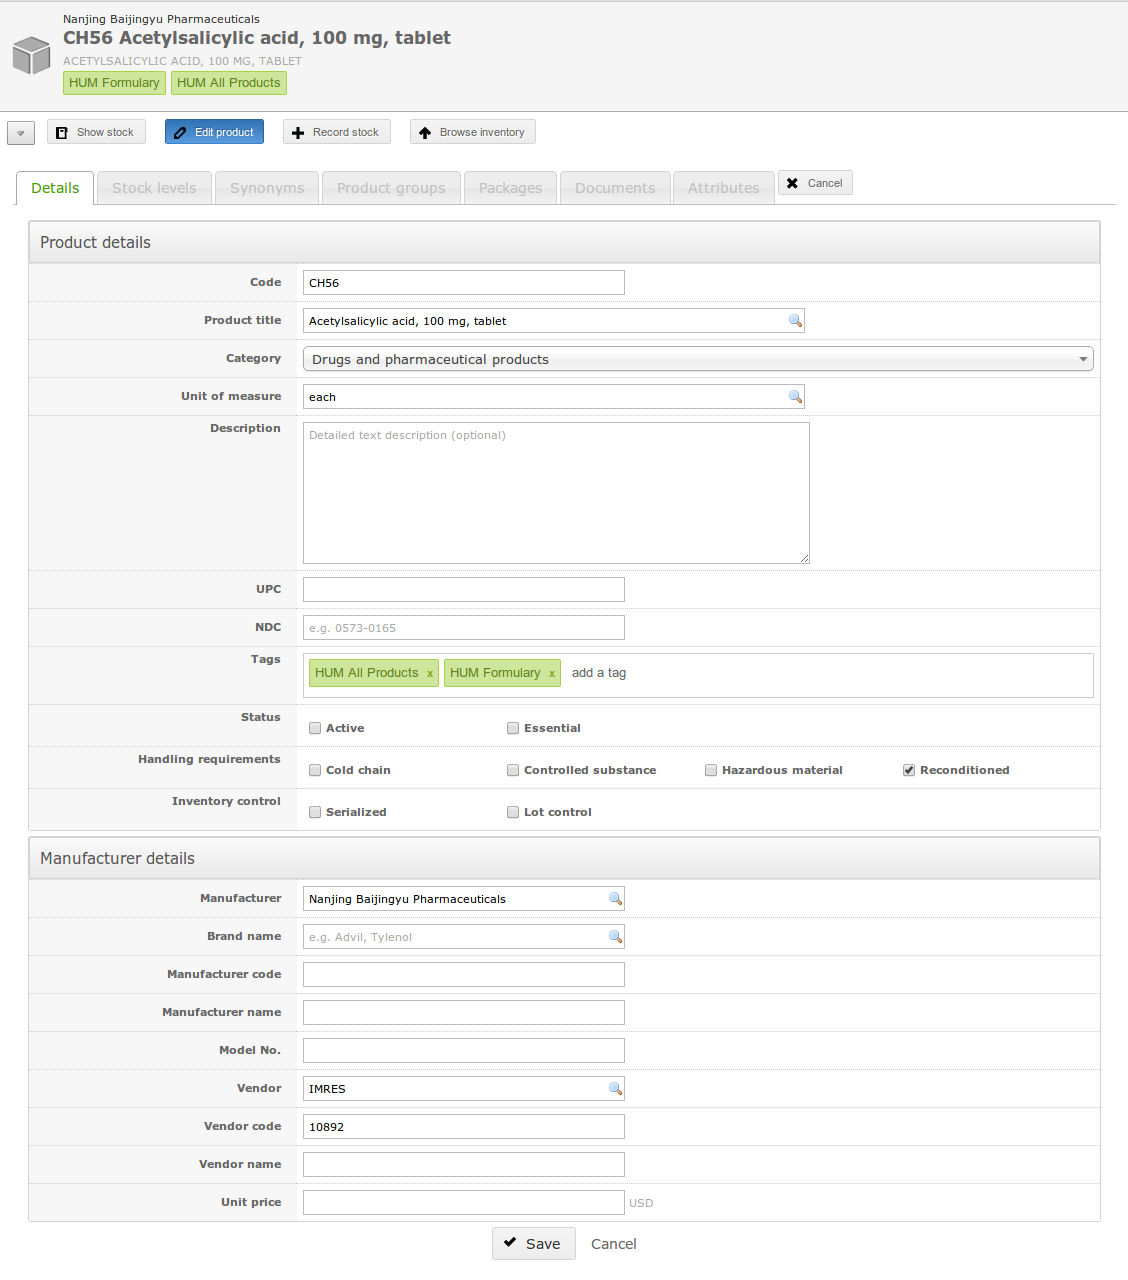 Nanjing Baijingyu Pharmaceuticals
CH56 Acetylsalicylic acid, 100 mg, tablet
ACETYLSALICYLIC ACID, 100 MG, TABLET
HUM Formulary HUM All Products
Show stock Edit product Record stock Browse inventory
Details Stock levels Synonyms Product groups Packages Documents Attributes Cancel
Product details
Code CH56
Product title Acetylsalicylic acid, 100 mg, tablet
Category Drugs and pharmaceutical products
Unit of measure each
Description Detailed text description (optional)
UPC
NDC e.g. 0573-0165
Tags HUM All Products x HUM Formulary x add a tag
Status Active Essential
Handling requirements Cold chain Controlled substance Hazardous material Reconditioned
Inventory control Serialized Lot control
Manufacturer details
Manufacturer Nanjing Baijingyu Pharmaceuticals
Brand name e.g. Advil, Tylenol
Manufacturer code
Manufacturer name
Model No.
Vendor IMRES
Vendor code 10892
Vendor name
Unit price USD
Save Cancel